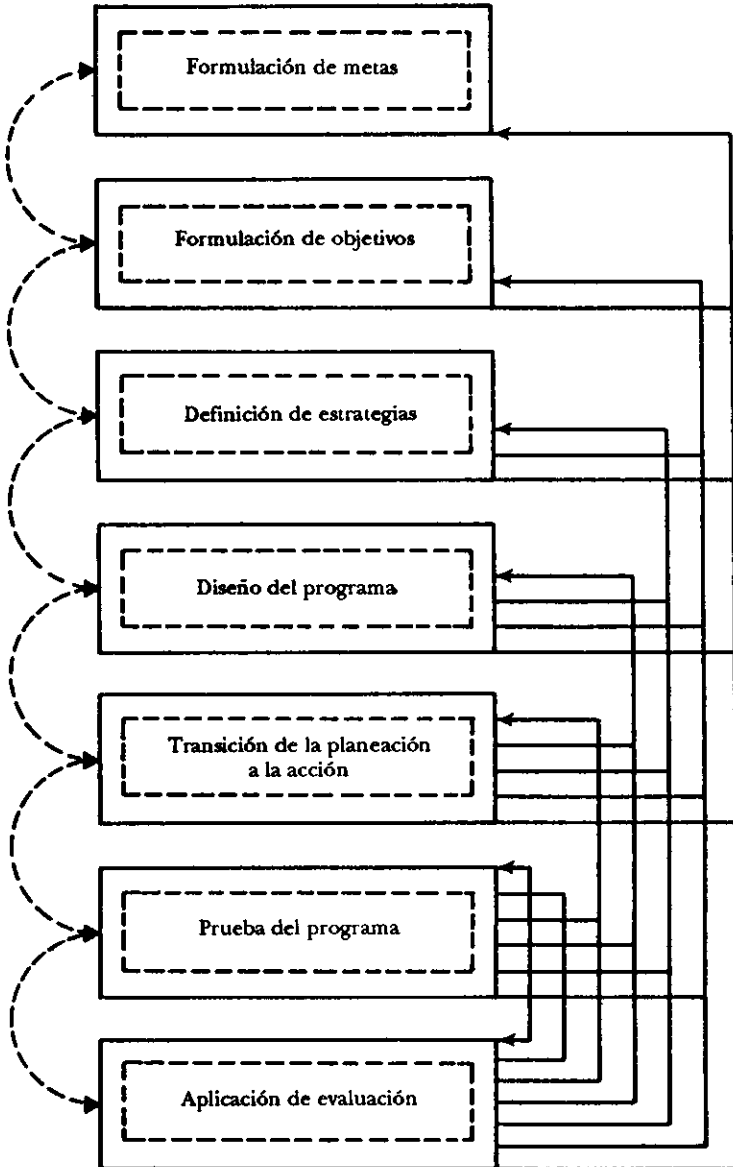 Formulación de metas
Formulación de objetivos
Definición de estrategias
Diseño del programa
Transición de la planeación
a la acción
Prueba del programa
Aplicación de evaluación